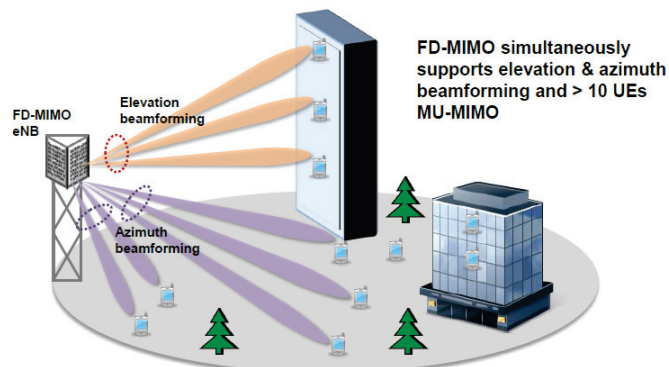 FD-MIMO simultaneously
supports elevation & azimuth
beamforming and > 10 UEs
MU-MIMO
FD-MIMO
eNB
Elevation
beamforming
Azimuth
beamforming